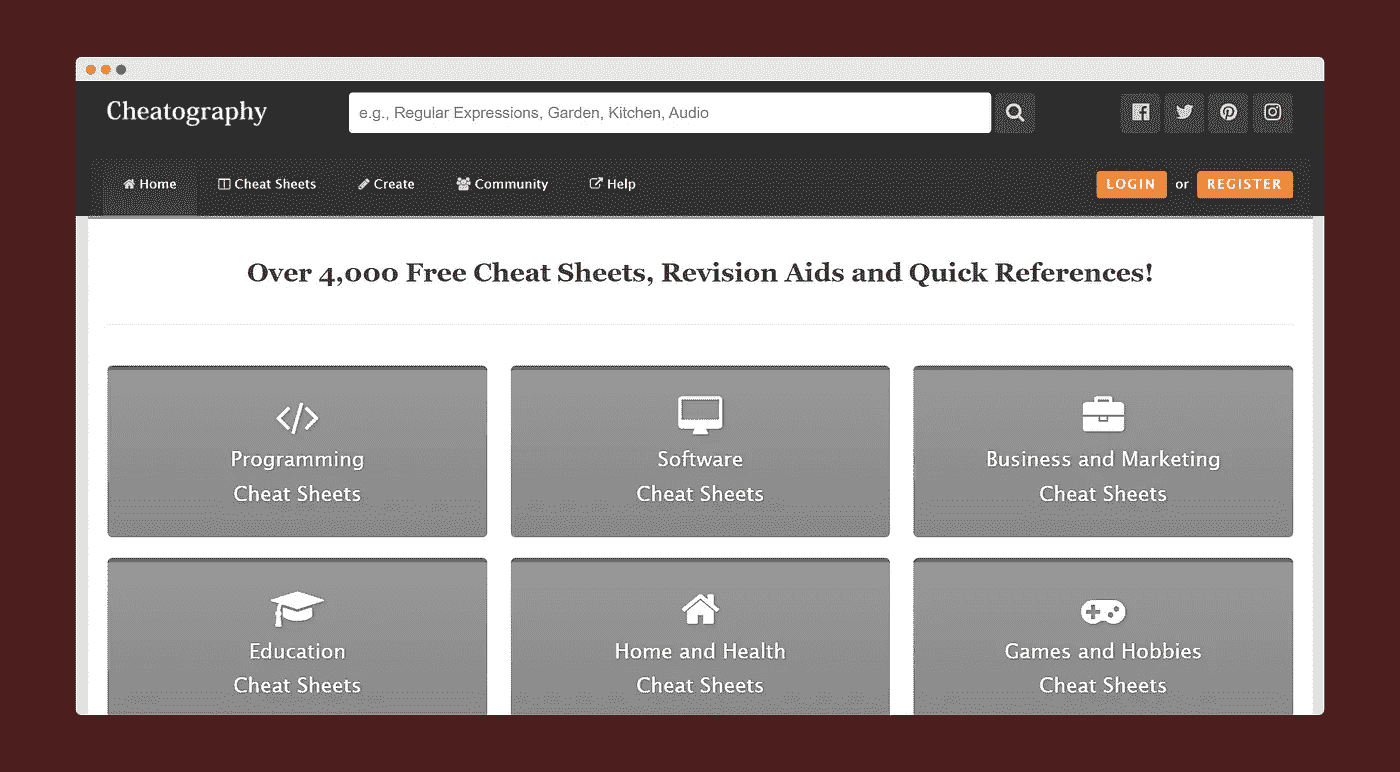 Cheatography
e.g., Regular Expressions, Garden, Kitchen, Audio
Home Cheat Sheets Create Community Help LOGIN or REGISTER
Over 4,000 Free Cheat Sheets, Revision Aids and Quick References!
Programming
Cheat Sheets
Software
Cheat Sheets
Business and Marketing
Cheat Sheets
Education
Cheat Sheets
Home and Health
Cheat Sheets
Games and Hobbies
Cheat Sheets